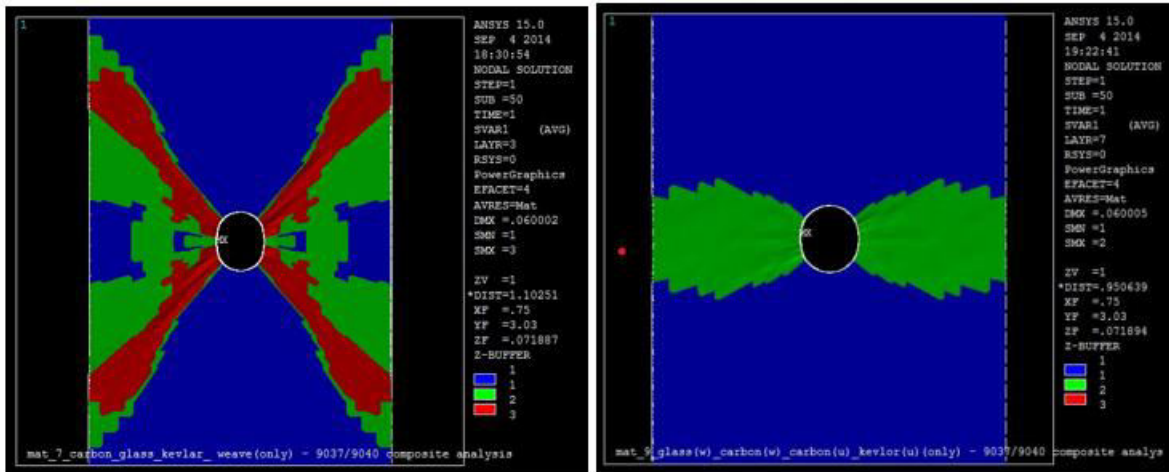 1
ANSYS 15.0
SEP 4 2014
18:30:54
NODAL SOLUTION
STEP=1
SUB =50
TIME=1
SVAR1 (AVG)
LAYR=3
RSYS=0
PowerGraphics
EFACET=4
AVRES=Mat
DMX =.060002
SMN =1
SMX =3
ZV =1
*DIST=1.10251
XF =.75
YF =3.03
ZF =.071887
Z-BUFFER
1
1
2
3
MX
mat_7_carbon_glass_kevlar_ weave(only) - 9037/9040 composite analysis
1
ANSYS 15.0
SEP 4 2014
19:22:41
NODAL SOLUTION
STEP=1
SUB =50
TIME=1
SVAR1 (AVG)
LAYR=7
RSYS=0
PowerGraphics
EFACET=4
AVRES=Mat
DMX =.060005
SMN =1
SMX =2
ZV =1
*DIST=.950639
XF =.75
YF =3.03
ZF =.071894
Z-BUFFER
1
1
2
3
MX
mat_9_glass(w)_carbon(w)_carbon(u)_kevlor(u)(only) - 9037/9040 composite analys